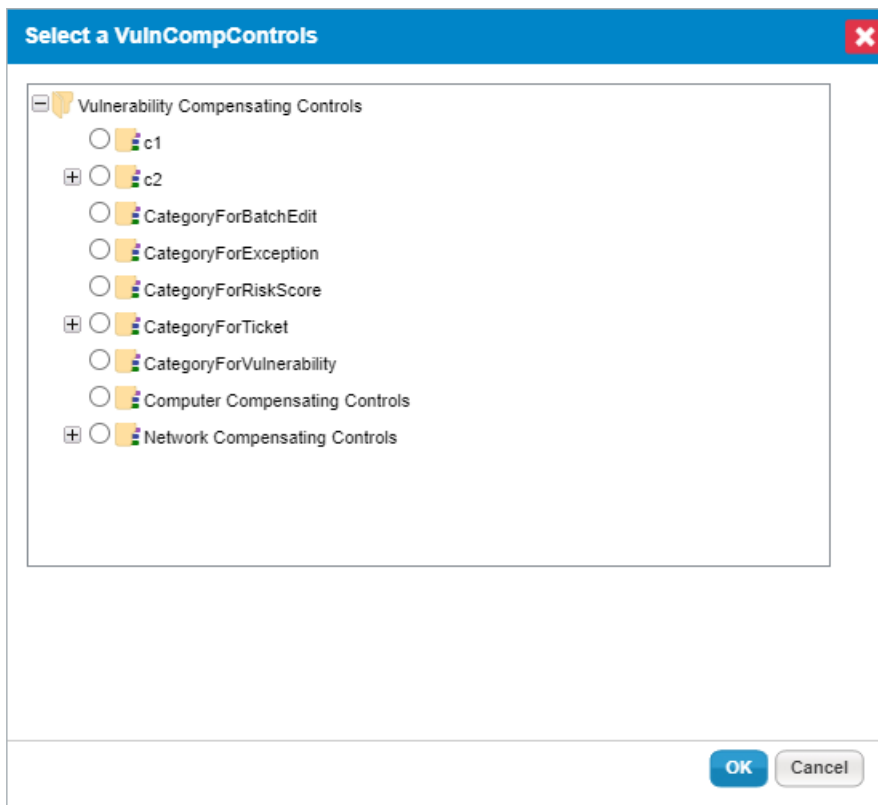 Select a VulnCompControls
Vulnerability Compensating Controls
c1
c2
CategoryForBatchEdit
CategoryForException
CategoryForRiskScore
CategoryForTicket
CategoryForVulnerability
Computer Compensating Controls
Network Compensating Controls
OK Cancel